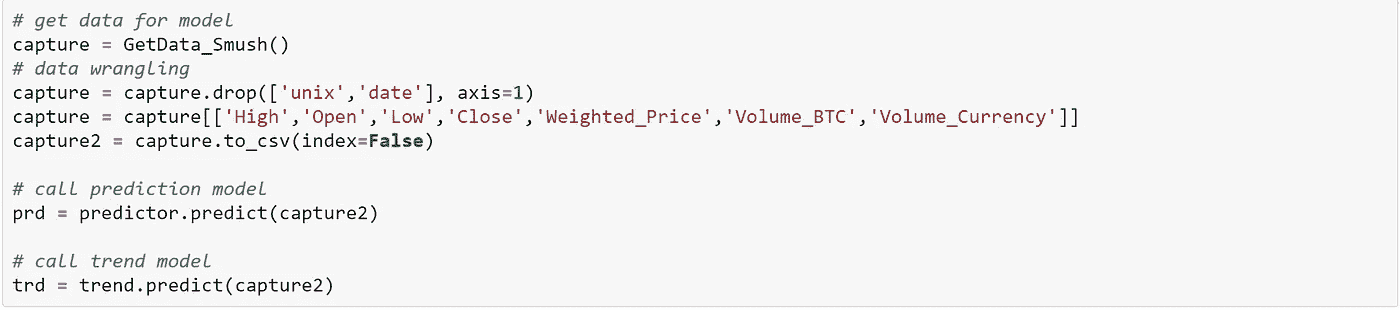 # get data for model
capture = GetData_Smush()
# data wrangling
capture = capture.drop(['unix','date'], axis=1)
capture = capture[['High','Open','Low','Close','Weighted_Price','Volume_BTC','Volume_Currency']]
capture2 = capture.to_csv(index=False)
# call prediction model
prd = predictor.predict(capture2)
# call trend model
trd = trend.predict(capture2)